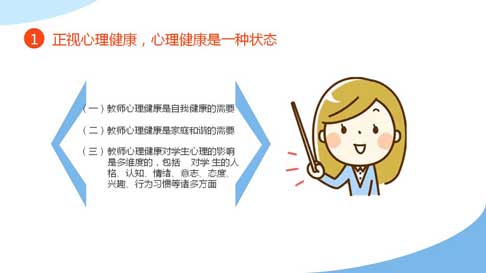 1 正视心理健康，心理健康是一种状态
（一）教师心理健康是自我健康的需要
（二）教师心理健康是家庭和谐的需要
（三）教师心理健康对学生心理的影响
是多维度的，包括 对学 生的人
格、认知、情绪、意志、态度、
兴趣、行为习惯等诸多方面